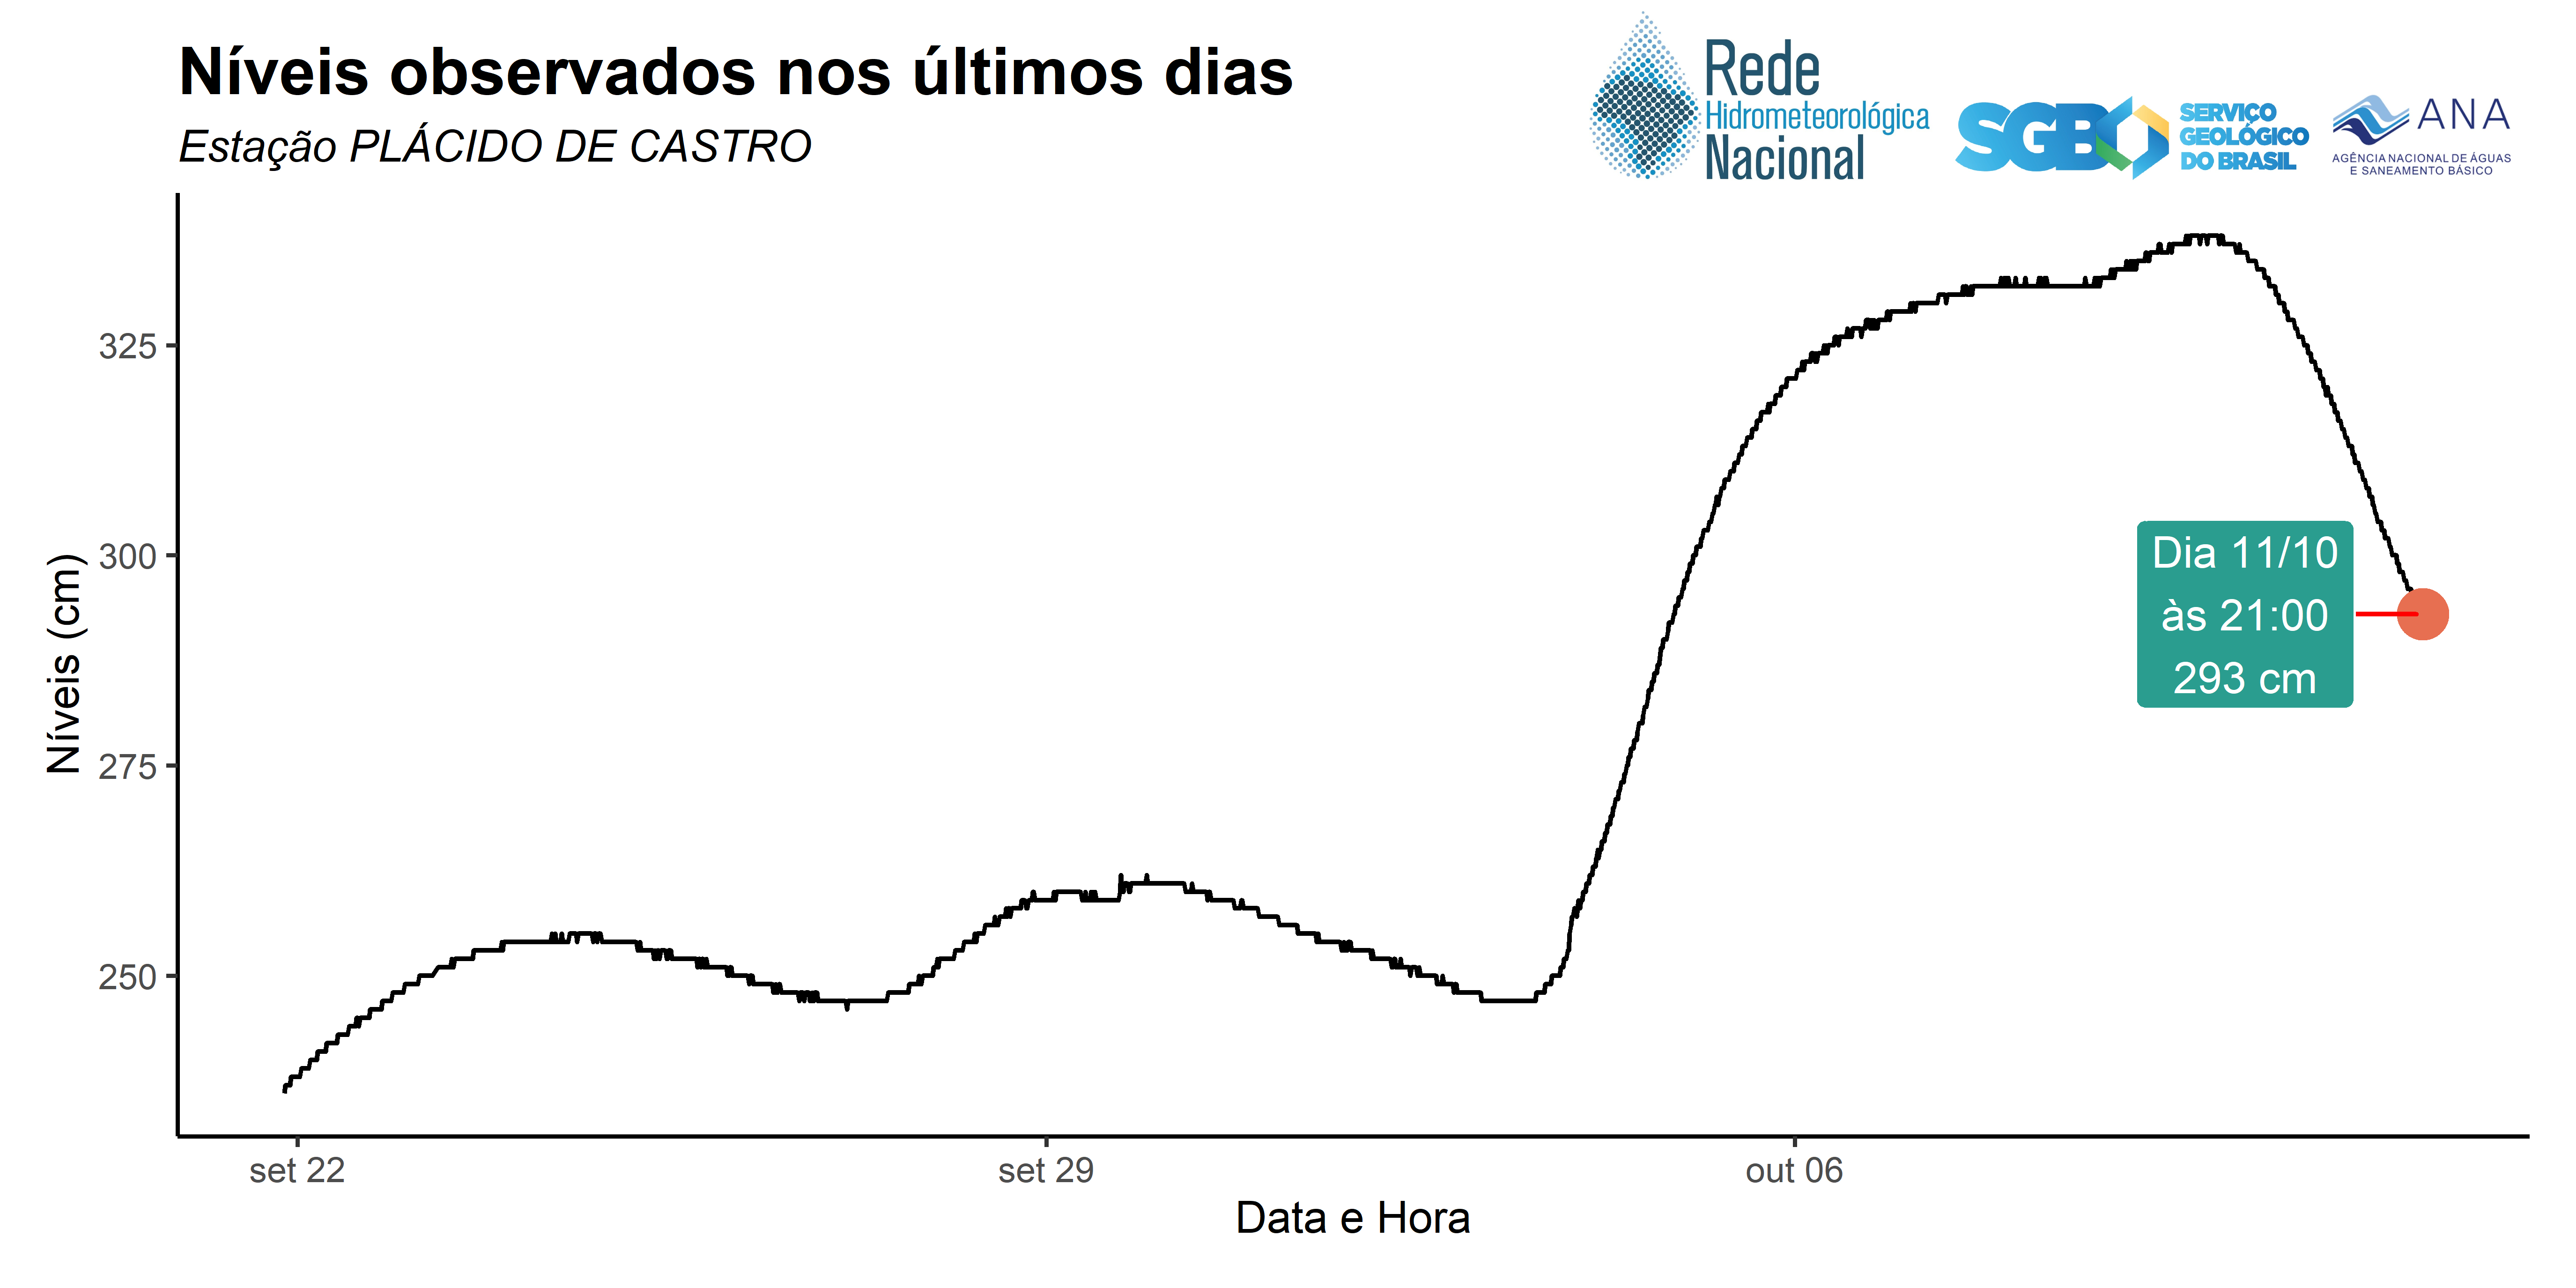 Níveis observados nos últimos dias
Estação PLÁCIDO DE CASTRO
Rede
Hidrometeorológica
Nacional
SGB
SERVIÇO
GEOLÓGICO
DO BRASIL
ANA
AGÊNCIA NACIONAL DE ÁGUAS
E SANEAMENTO BÁSICO
Níveis (cm)
325
300
275
250
Dia 11/10
às 21:00
293 cm
set 22
set 29
out 06
Data e Hora